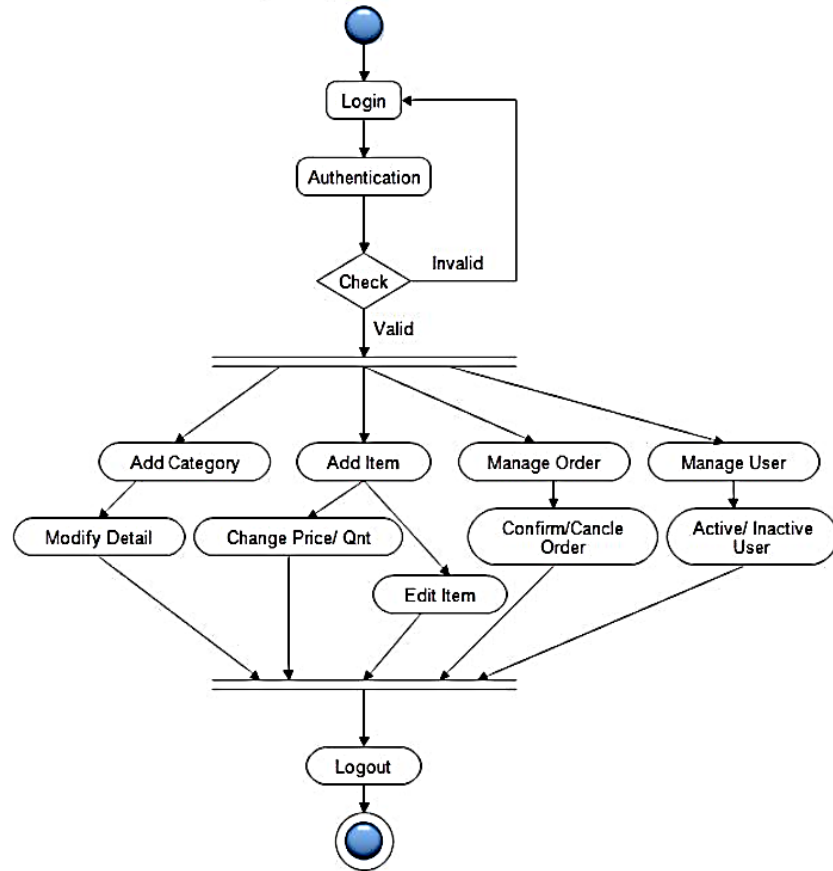 Login
Authentication
Check
Invalid
Valid
Add Category
Add Item
Manage Order
Manage User
Modify Detail
Change Price/ Qnt
Confirm/Cancle
Order
Active/ Inactive
User
Edit Item
Logout